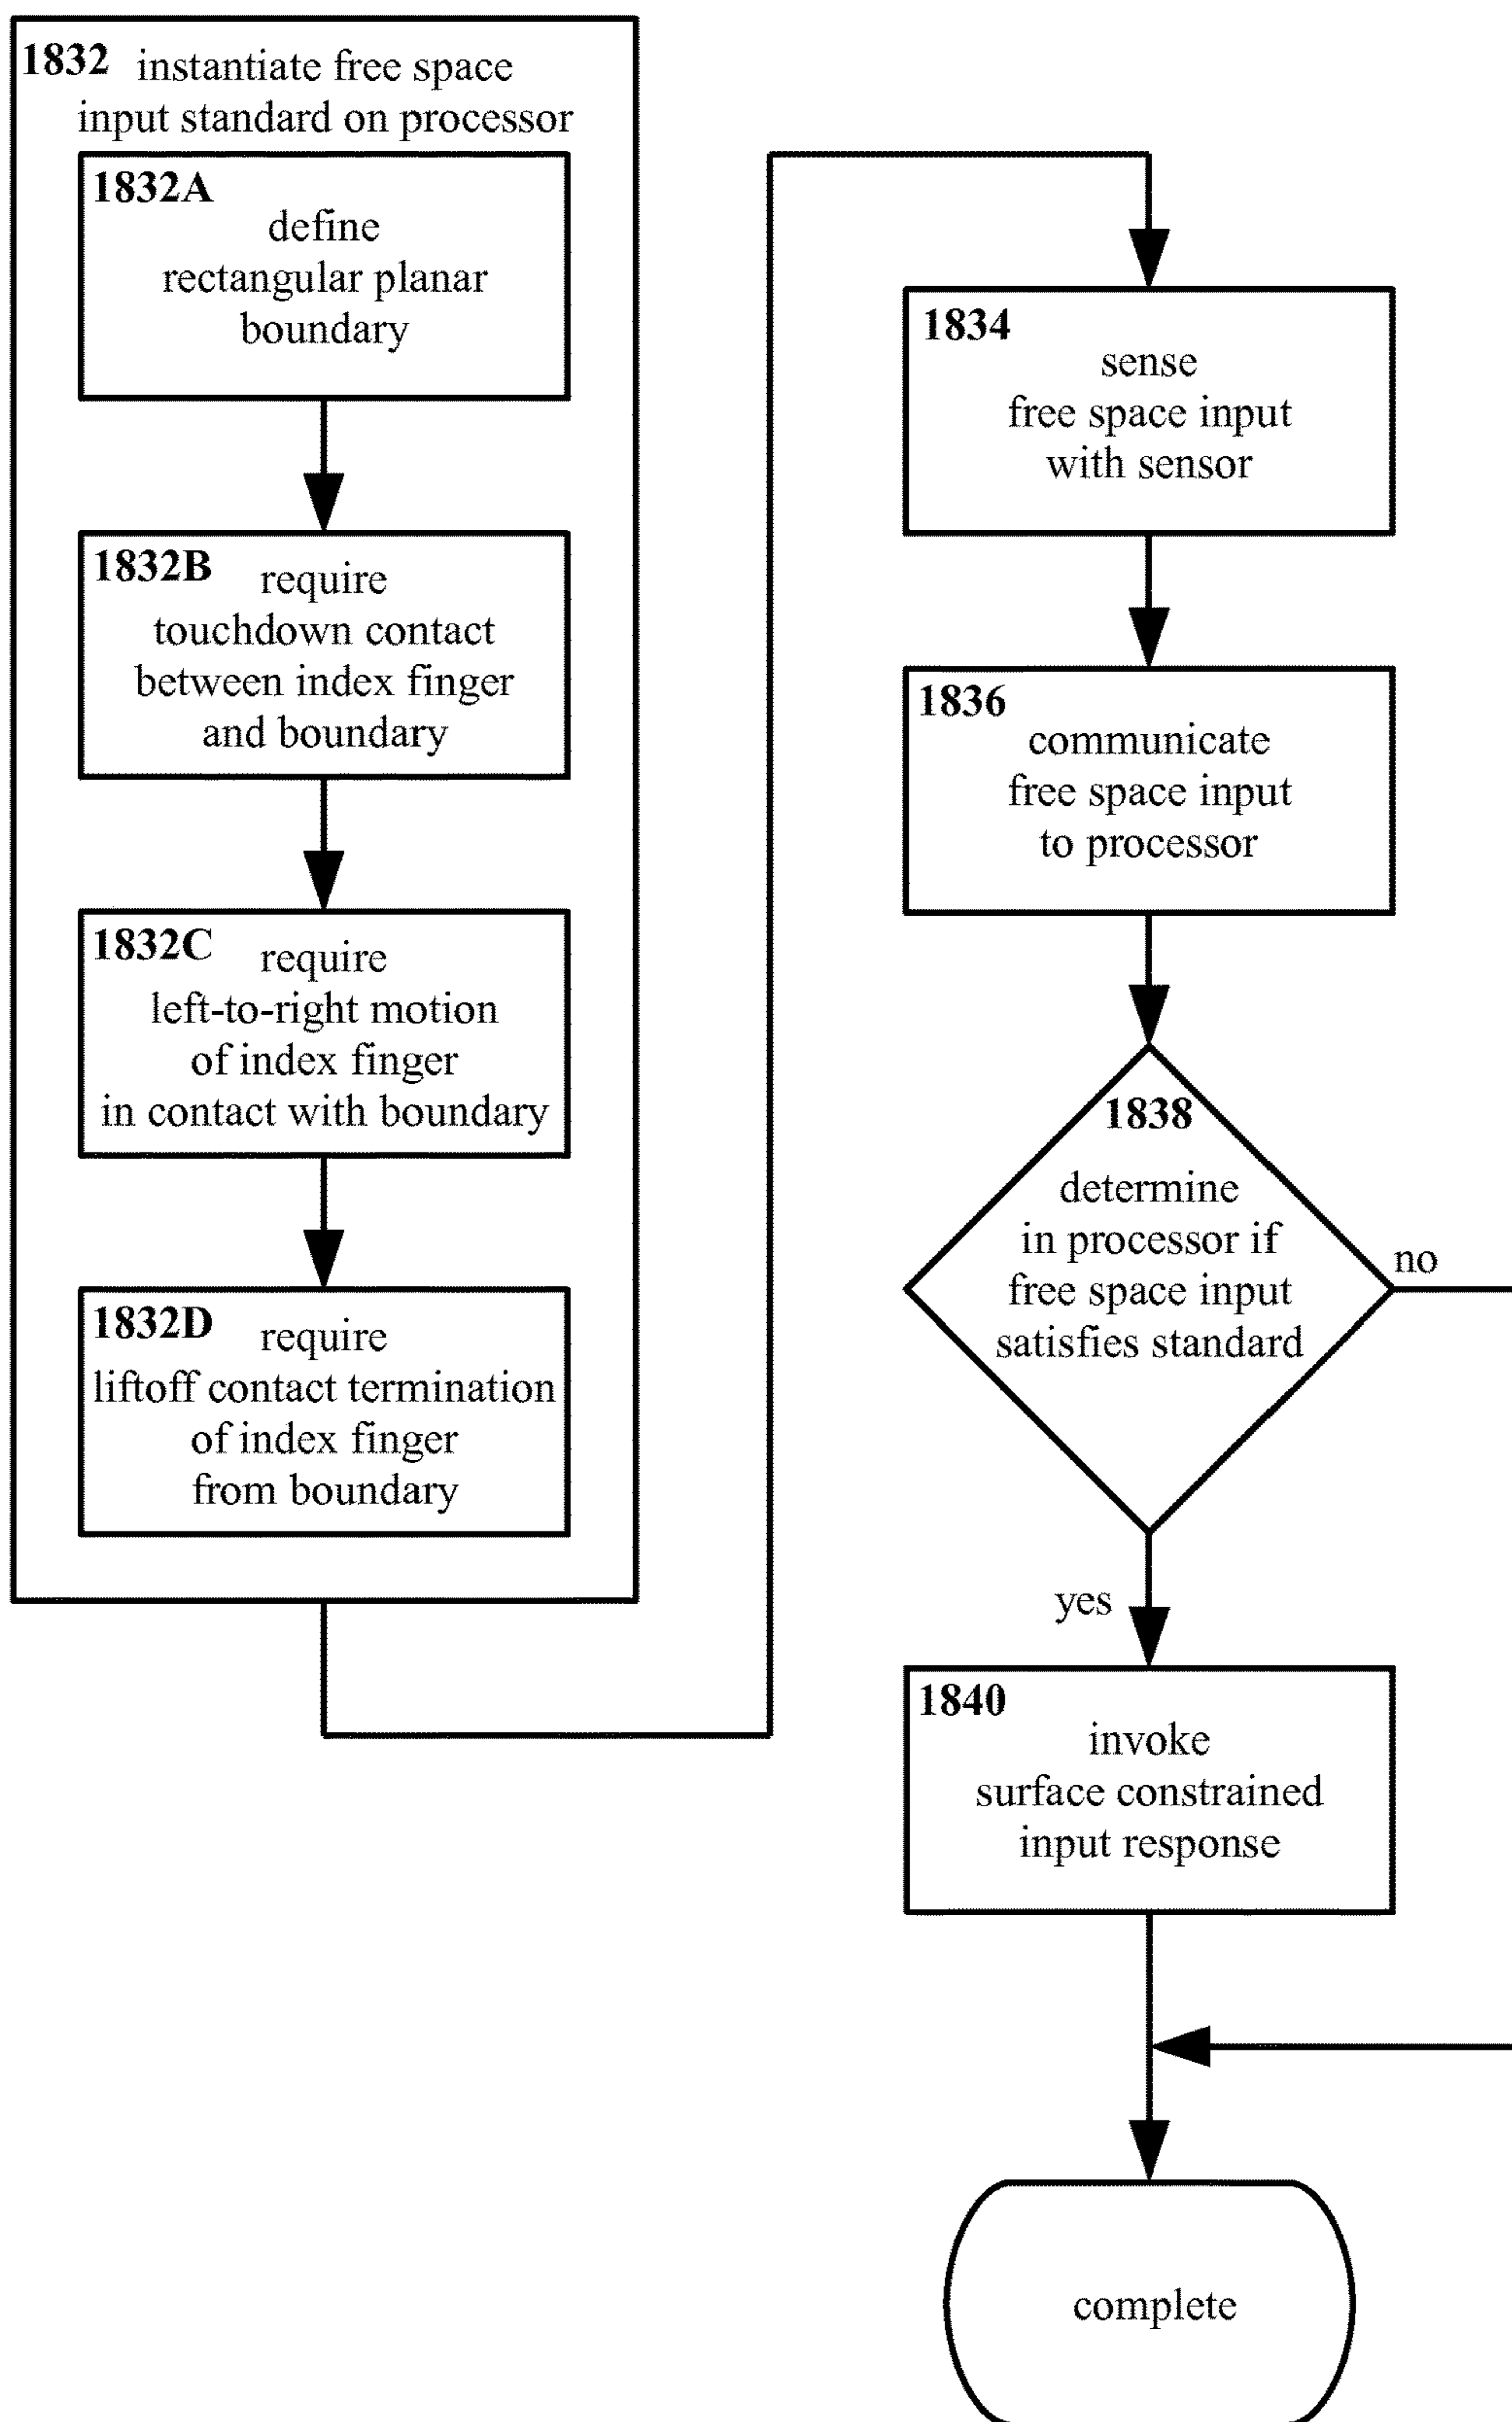 1832 instantiate free space
input standard on processor
1832A
define
rectangular planar
boundary
1832B require
touchdown contact
between index finger
and boundary
1832C require
left-to-right motion
of index finger
in contact with boundary
1832D require
liftoff contact termination
of index finger
from boundary
1834
sense
free space input
with sensor
1836
communicate
free space input
to processor
1838
determine
in processor if
free space input
satisfies standard
no
yes
1840
invoke
surface constrained
input response
complete